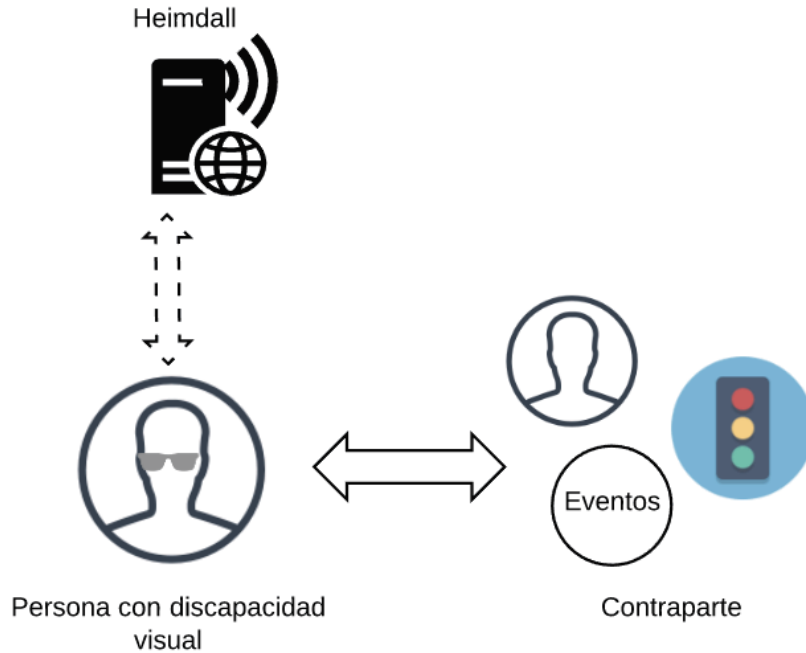 Heimdall
Eventos
Persona con discapacidad
visual
Contraparte